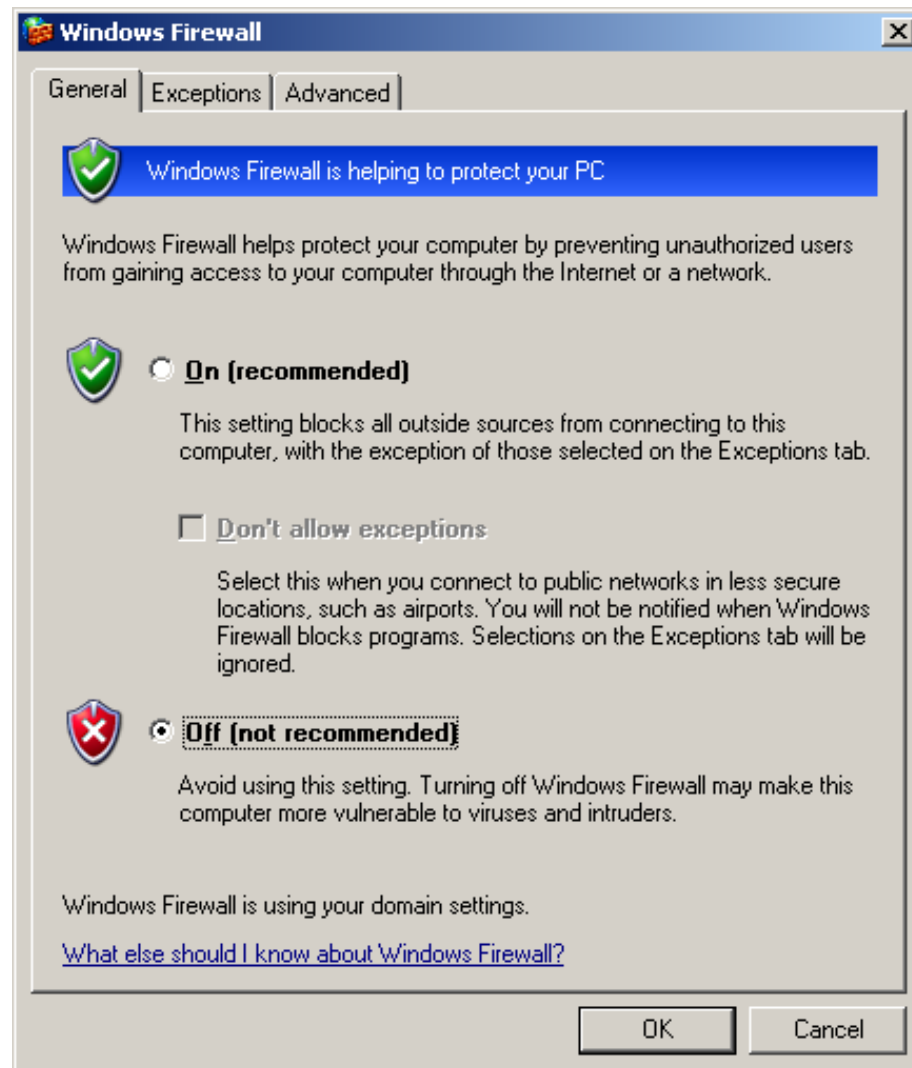 Windows Firewall
General
Exceptions
Advanced
Windows Firewall is helping to protect your PC
Windows Firewall helps protect your computer by preventing unauthorized users
from gaining access to your computer through the Internet or a network.
On (recommended)
This setting blocks all outside sources from connecting to this
computer, with the exception of those selected on the Exceptions tab.
Don't allow exceptions
Select this when you connect to public networks in less secure
locations, such as airports. You will not be notified when Windows
Firewall blocks programs. Selections on the Exceptions tab will be
ignored.
Off (not recommended)
Avoid using this setting. Turning off Windows Firewall may make this
computer more vulnerable to viruses and intruders.
Windows Firewall is using your domain settings.
What else should I know about Windows Firewall?
OK
Cancel